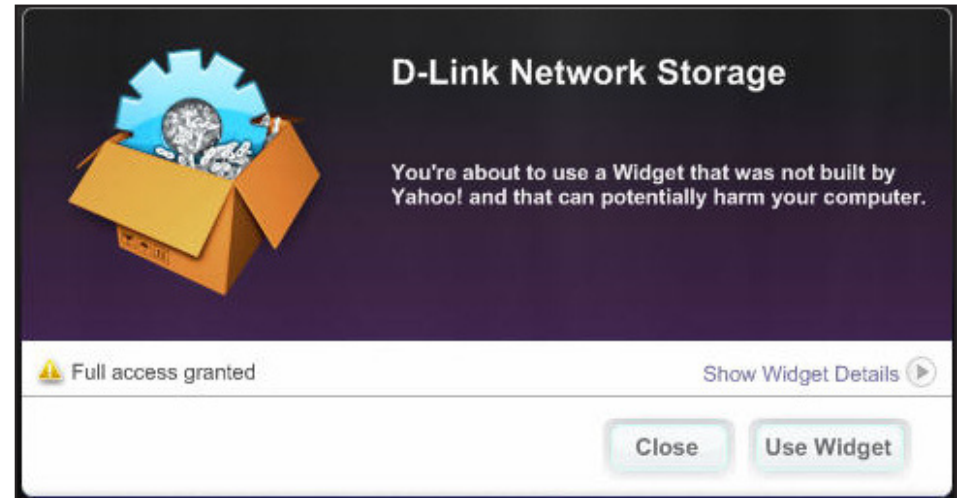 D-Link Network Storage
You're about to use a Widget that was not built by
Yahoo! and that can potentially harm your computer.
Full access granted
Show Widget Details
Close
Use Widget